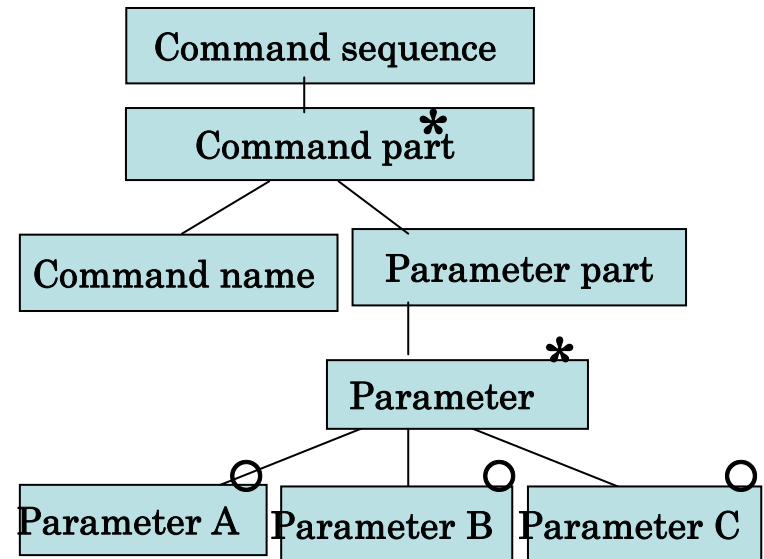 Command sequence
Command part *
Command name
Parameter part
Parameter *
Parameter A
Parameter B
Parameter C